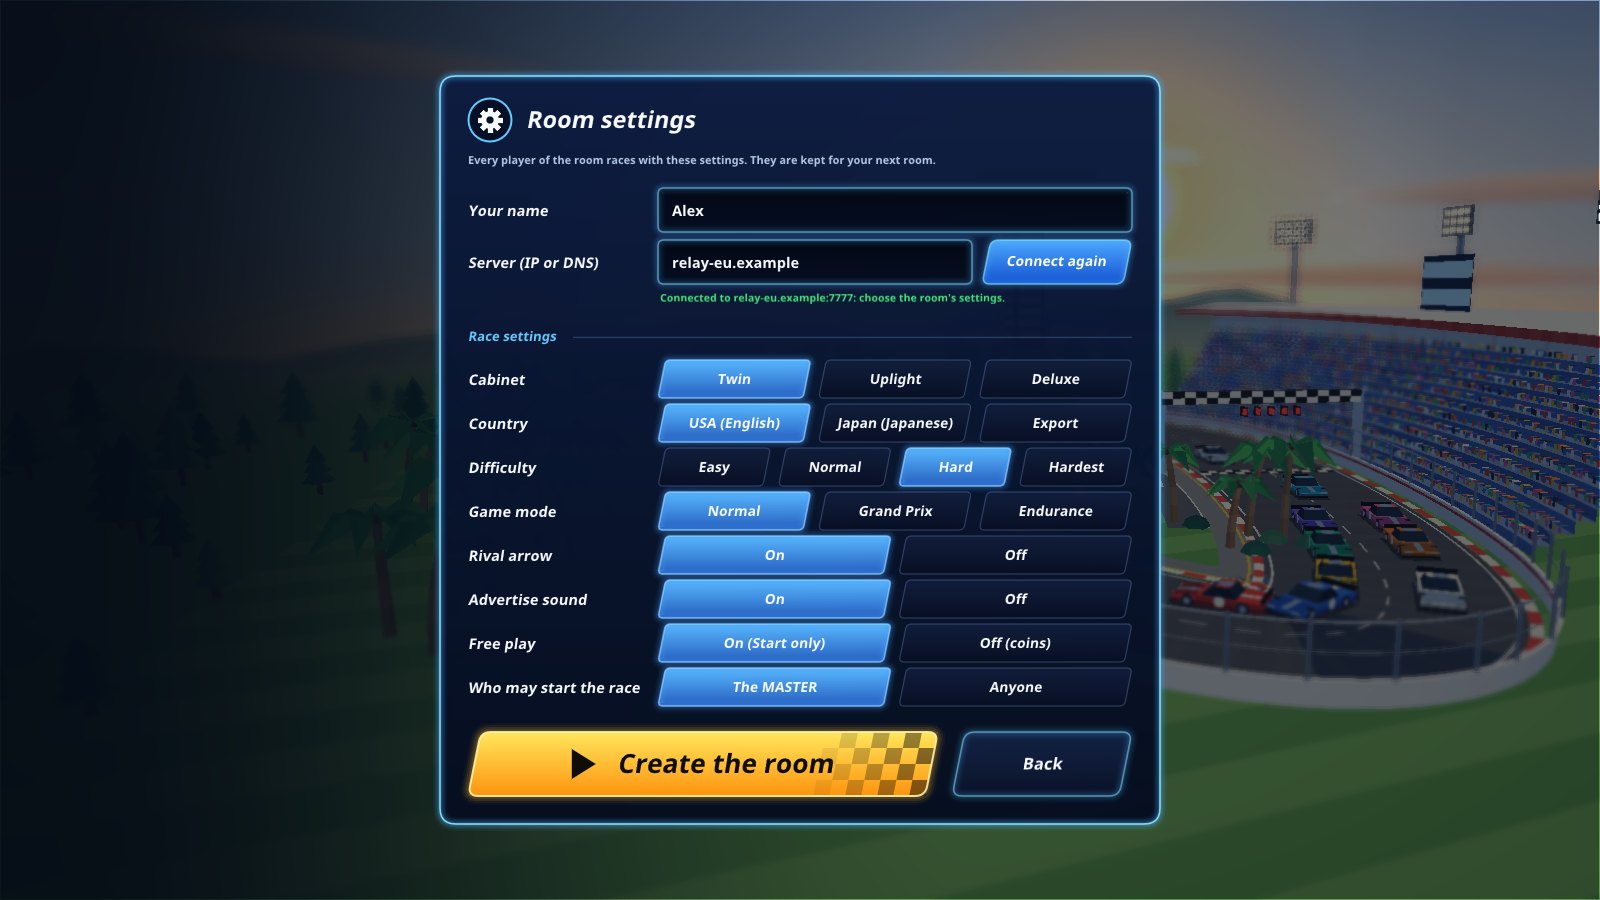 Room settings
Every player of the room races with these settings. They are kept for your next room.
Your name Alex
Server (IP or DNS) relay-eu.example Connect again
Connected to relay-eu.example:7777: choose the room's settings.
Race settings
Cabinet Twin Uplight Deluxe
Country USA (English) Japan (Japanese) Export
Difficulty Easy Normal Hard Hardest
Game mode Normal Grand Prix Endurance
Rival arrow On Off
Advertise sound On Off
Free play On (Start only) Off (coins)
Who may start the race The MASTER Anyone
Create the room Back